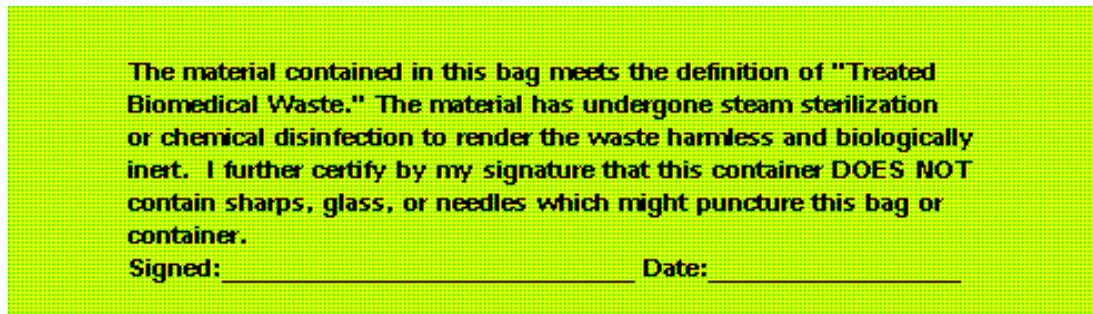 The material contained in this bag meets the definition of "Treated
Biomedical Waste." The material has undergone steam sterilization
or chemical disinfection to render the waste harmless and biologically
inert.  I further certify by my signature that this container DOES NOT
contain sharps, glass, or needles which might puncture this bag or
container.
Signed:______________________________ Date:__________________